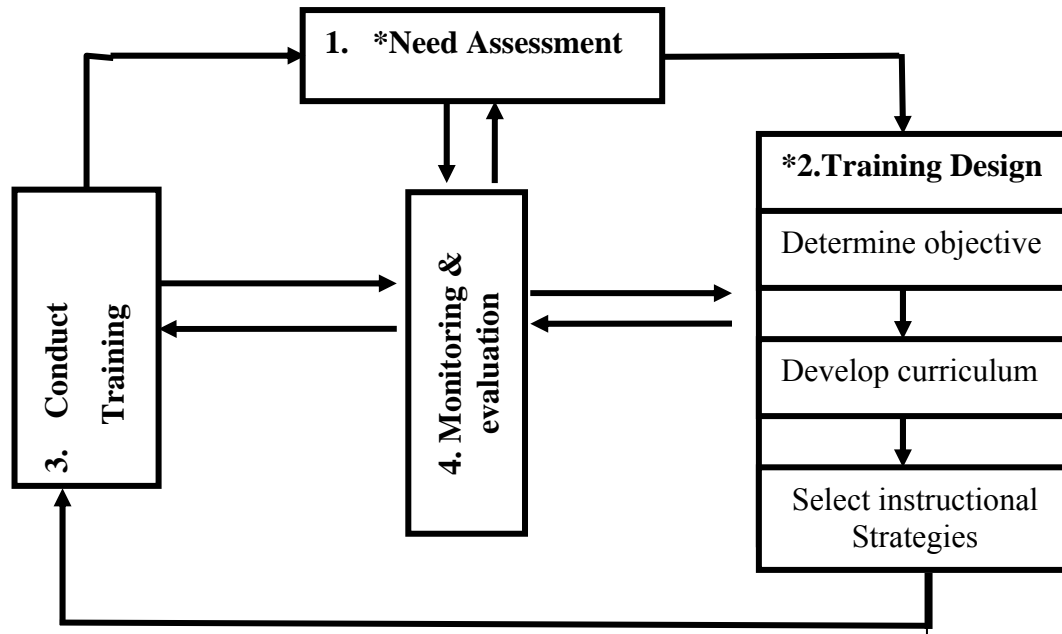 1. *Need Assessment
*2.Training Design
Determine objective
Develop curriculum
Select instructional
Strategies
3. Conduct
Training
4. Monitoring &
evaluation